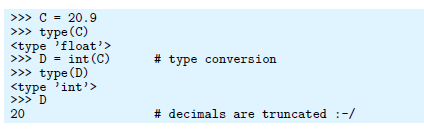 >>> C = 20.9
>>> type(C)
<type ’float’>
>>> D = int(C) # type conversion
>>> type(D)
<type ’int’>
>>> D
20 # decimals are truncated :-/